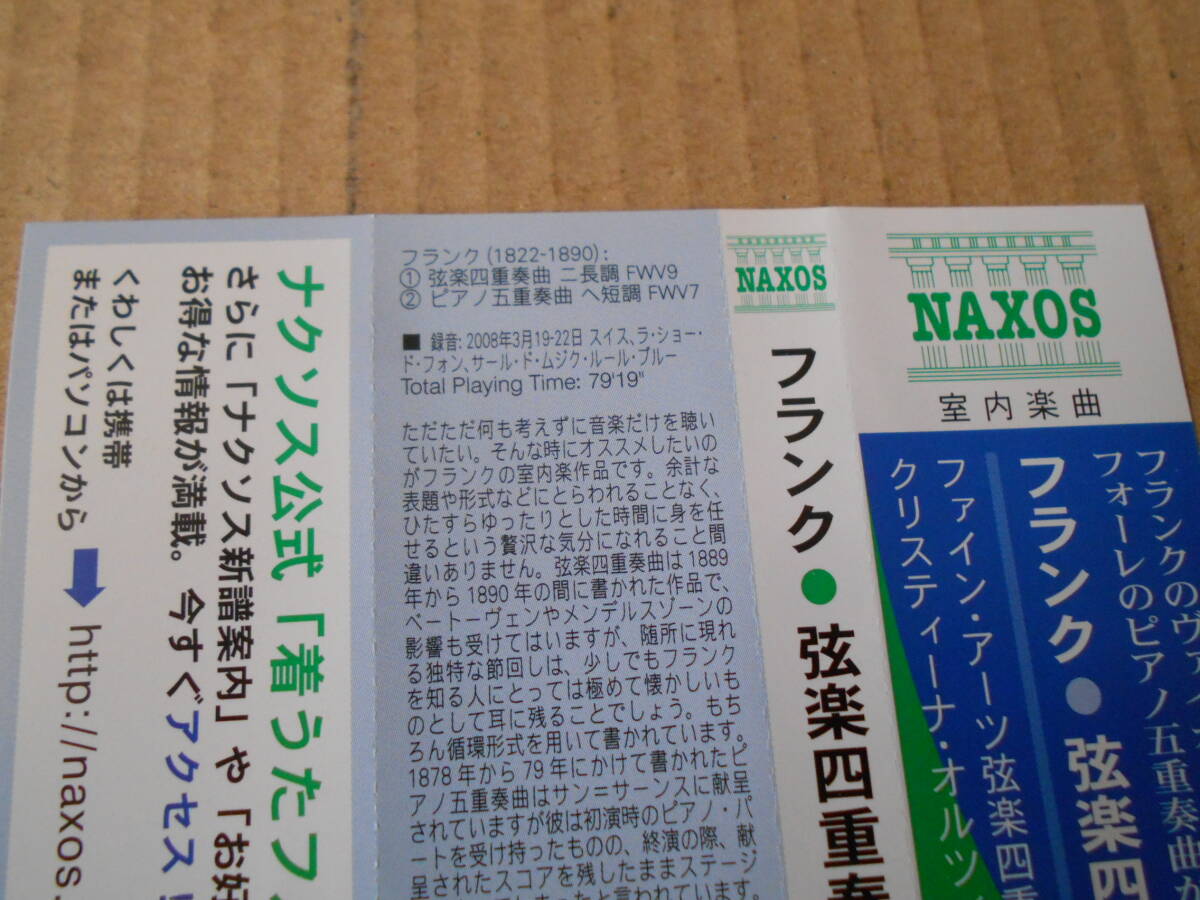 NAXOS
室内楽曲
フォーレのピアノ五重奏曲
フランク●弦楽四
ファイン・アーツ弦楽四重
クリスティーナ・オルツ
NAXOS
フランク●弦楽四重奏
フランク (1822-1890):
① 弦楽四重奏曲 ニ長調 FWV9
② ピアノ五重奏曲 ヘ短調 FWV7
■ 録音: 2008年3月19-22日 スイス、ラ・ショー・
ド・フォン、サール・ド・ムジク・ルール・ブルー
Total Playing Time: 79'19"
ただただ何も考えずに音楽だけを聴い
ていたい。そんな時にオススメしたいの
がフランクの室内楽作品です。余計な
表題や形式などにとらわれることなく、
ひたすらゆったりとした時間に身を任
せるという贅沢な気分になれること間
違いありません。弦楽四重奏曲は1889
年から1890年の間に書かれた作品で、
ベートーヴェンやメンデルスゾーンの
影響も受けてはいますが、随所に現れ
る独特な節回しは、少しでもフランク
を知る人にとっては極めて懐かしいも
のとして耳に残ることでしょう。もち
ろん循環形式を用いて書かれています。
1878年から79年にかけて書かれたピ
アノ五重奏曲はサン＝サーンスに献呈
されていますが彼は初演時のピアノ・パ
ートを受け持ったものの、終演の際、献
呈されたスコアを残したままステージ
ナクソス公式「着うたフ
さらに「ナクソス新譜案内」や「お好
お得な情報が満載。今すぐアクセス！
くわしくは携帯
またはパソコンから ➡ http://naxos.